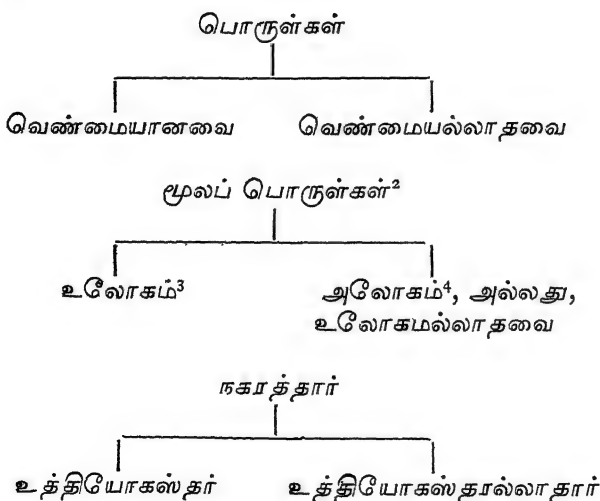 பொருள்கள்
வெண்மையானவை வெண்மையல்லாதவை
மூலப் பொருள்கள்²
உலோகம்³ அலோகம்⁴, அல்லது,
உலோகமல்லாதவை
நகரத்தார்
உத்தியோகஸ்தர் உத்தியோகஸ்தரல்லாதார்